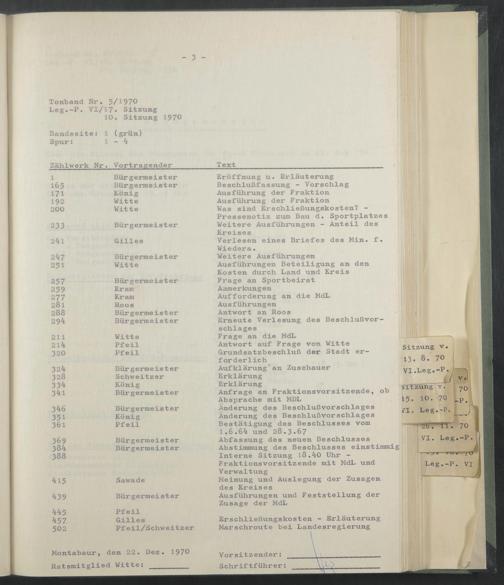 - 3 -
Tonband Nr. 5/1970
Leg.-P. VI/17. Sitzung
10. Sitzung 1970
Bandseite: 1 (grün)
Spur: 1 - 4
Zählwerk Nr. Vortragender Text
1 Bürgermeister Eröffnung u. Erläuterung
165 Bürgermeister Beschlußfassung - Vorschlag
171 König Ausführung der Fraktion
192 Witte Ausführung der Fraktion
200 Witte Was sind Erschließungskosten? -
Pressenotiz zum Bau d. Sportplatzes
233 Bürgermeister Weitere Ausführungen - Anteil des
Kreises
241 Gilles Verlesen eines Briefes des Min. f.
Wiedera.
247 Bürgermeister Weitere Ausführungen
251 Witte Ausführungen Beteiligung an den
Kosten durch Land und Kreis
257 Bürgermeister Frage an Sportbeirat
259 Kram Anmerkungen
277 Kram Aufforderung an die MdL
281 Roos Ausführungen
288 Bürgermeister Antwort an Roos
294 Bürgermeister Erneute Verlesung des Beschlußvor-
schlages
211 Witte Frage an die MdL
214 Pfeil Antwort auf Frage von Witte
320 Pfeil Grundsatzbeschluß der Stadt er-
forderlich
324 Bürgermeister Aufklärung an Zuschauer
328 Schweitzer Erklärung
334 König Erklärung
341 Bürgermeister Anfrage an Fraktionsvorsitzende, ob
Absprache mit MDL
346 Bürgermeister Änderung des Beschlußvorschlages
351 König Änderung des Beschlußvorschlages
361 Pfeil Bestätigung des Beschlusses vom
1.6.64 und 28.3.67
369 Bürgermeister Abfassung des neuen Beschlusses
384 Bürgermeister Abstimmung des Beschlusses einstimmig
388 Interne Sitzung 18.40 Uhr -
Fraktionsvorsitzende mit MdL und
Verwaltung
415 Sawade Meinung und Auslegung der Zusagen
des Kreises
439 Bürgermeister Ausführungen und Feststellung der
Zusage der MdL
445 Pfeil
457 Gilles Erschließungskosten - Erläuterung
502 Pfeil/Schweitzer Marschroute bei Landesregierung
Montabaur, den 22. Dez. 1970 Vorsitzender:
Ratsmitglied Witte: Schriftführer:
Sitzung v.
13. 8. 70
VI.Leg.-P.
v.
70
-P.
Sitzung v.
15. 10. 70
VI. Leg.-P.
11. 70
VI. Leg.-P.
70
Leg.-P. VI